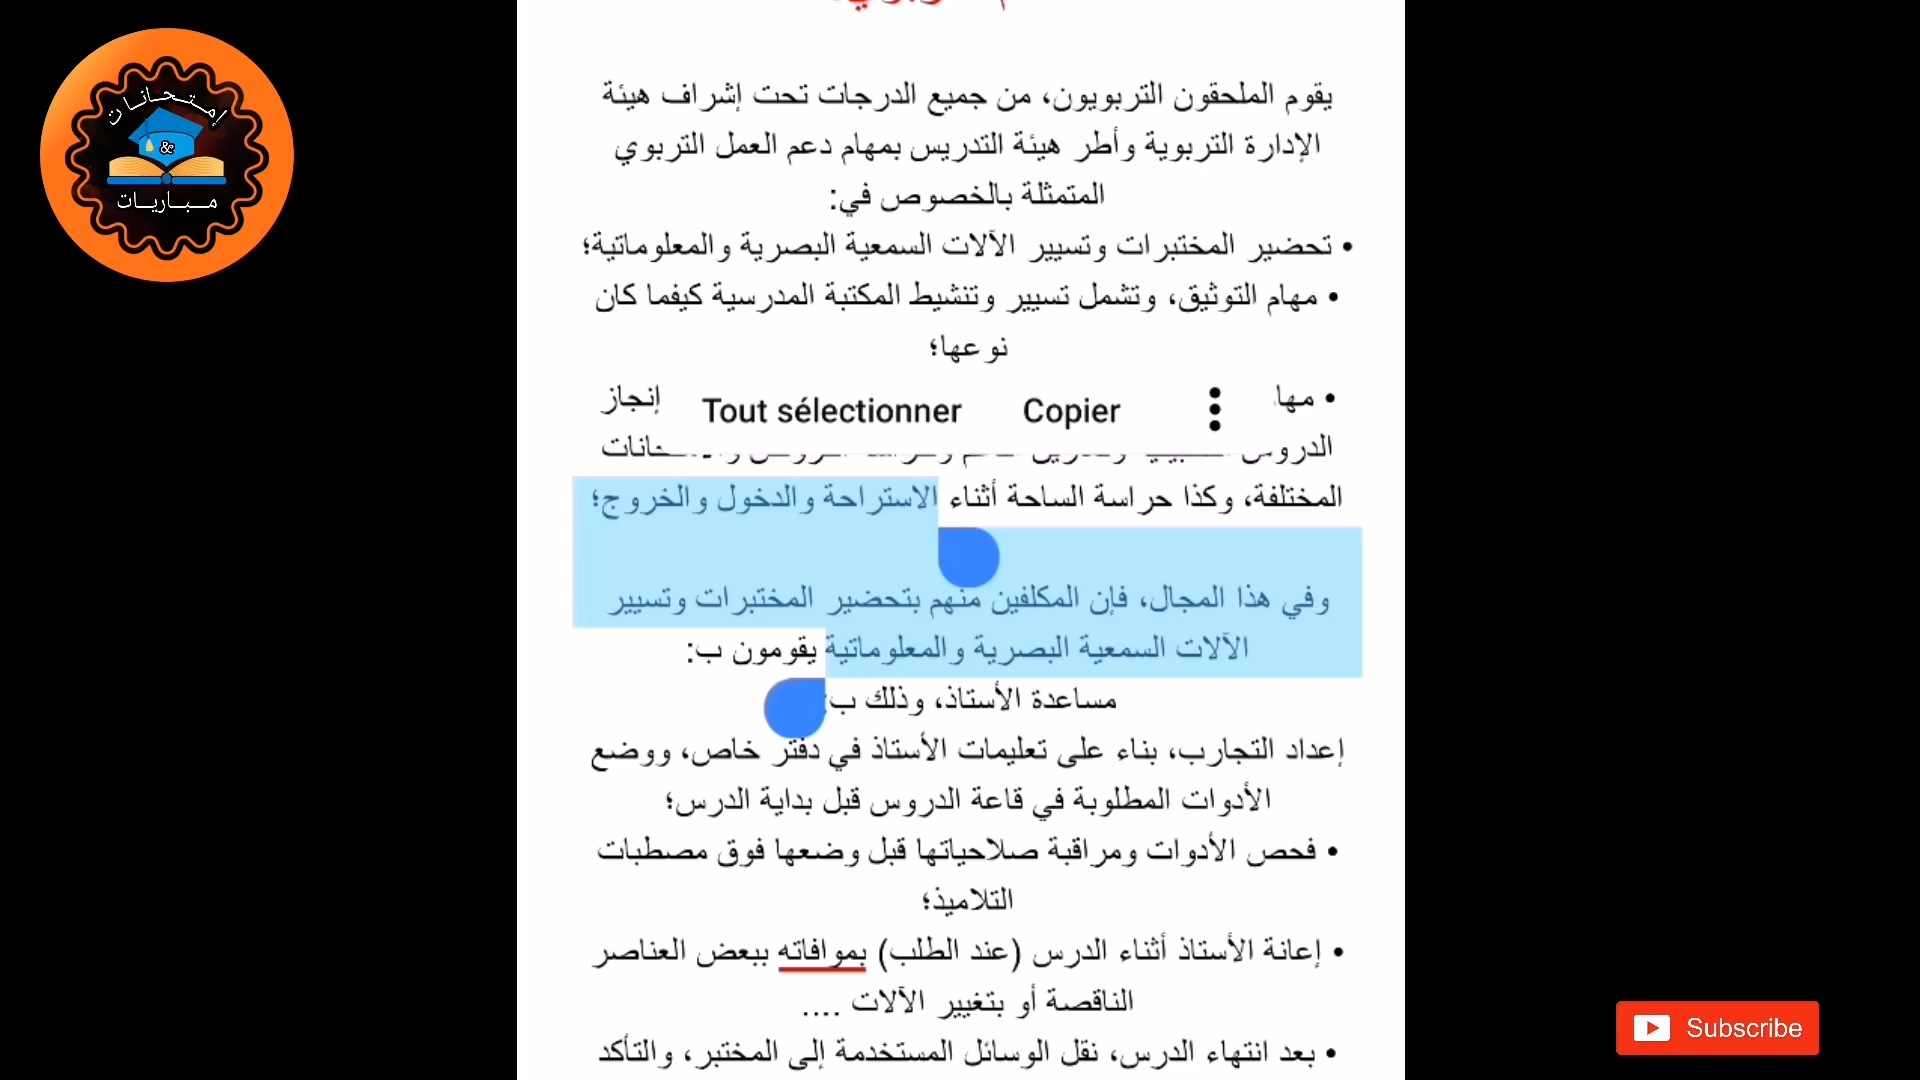 إمتحانات
&
مباريات
يقوم الملحقون التربويون، من جميع الدرجات تحت إشراف هيئة
الإدارة التربوية وأطر هيئة التدريس بمهام دعم العمل التربوي
المتمثلة بالخصوص في:
• تحضير المختبرات وتسيير الآلات السمعية البصرية والمعلوماتية؛
• مهام التوثيق، وتشمل تسيير وتنشيط المكتبة المدرسية كيفما كان
نوعها؛
• مها إنجاز
Tout sélectionner Copier
الدروس
المختلفة، وكذا حراسة الساحة أثناء الاستراحة والدخول والخروج؛
وفي هذا المجال، فإن المكلفين منهم بتحضير المختبرات وتسيير
الآلات السمعية البصرية والمعلوماتية يقومون ب:
مساعدة الأستاذ، وذلك ب:
إعداد التجارب، بناء على تعليمات الأستاذ في دفتر خاص، ووضع
الأدوات المطلوبة في قاعة الدروس قبل بداية الدرس؛
• فحص الأدوات ومراقبة صلاحياتها قبل وضعها فوق مصطبات
التلاميذ؛
• إعانة الأستاذ أثناء الدرس (عند الطلب) بموافاته ببعض العناصر
الناقصة أو بتغيير الآلات ....
• بعد انتهاء الدرس، نقل الوسائل المستخدمة إلى المختبر، والتأكد
Subscribe